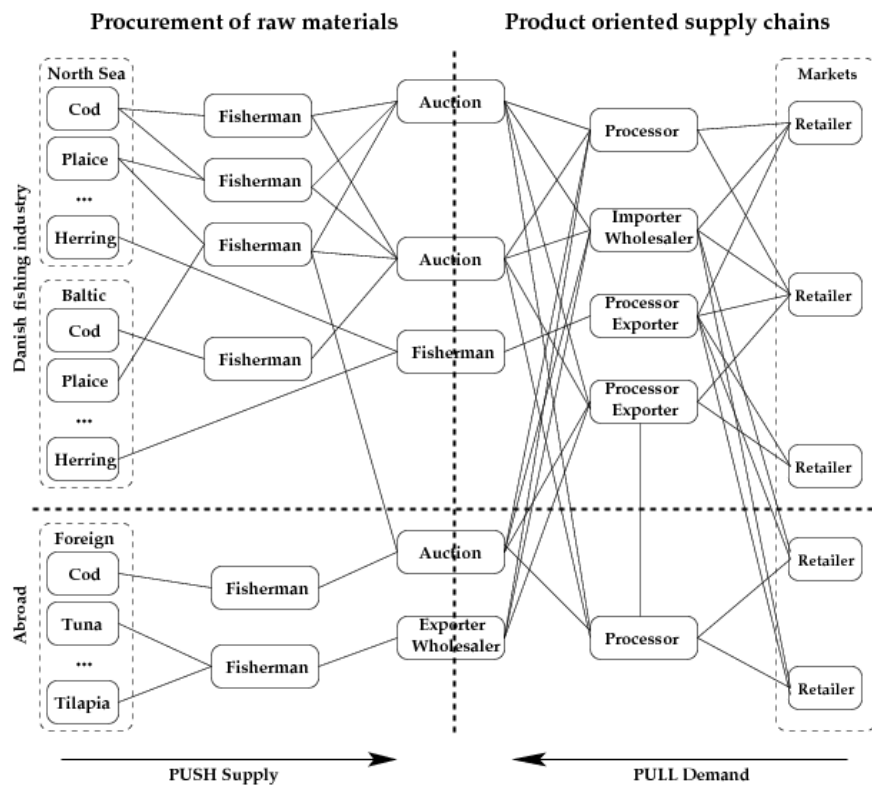 Procurement of raw materials
Product oriented supply chains
Danish fishing industry
Abroad
North Sea
Cod
Plaice
...
Herring
Baltic
Cod
Plaice
...
Herring
Foreign
Cod
Tuna
...
Tilapia
Fisherman
Fisherman
Fisherman
Fisherman
Fisherman
Fisherman
Auction
Auction
Fisherman
Auction
Exporter
Wholesaler
Processor
Importer
Wholesaler
Processor
Exporter
Processor
Exporter
Processor
Markets
Retailer
Retailer
Retailer
Retailer
Retailer
PUSH Supply
PULL Demand